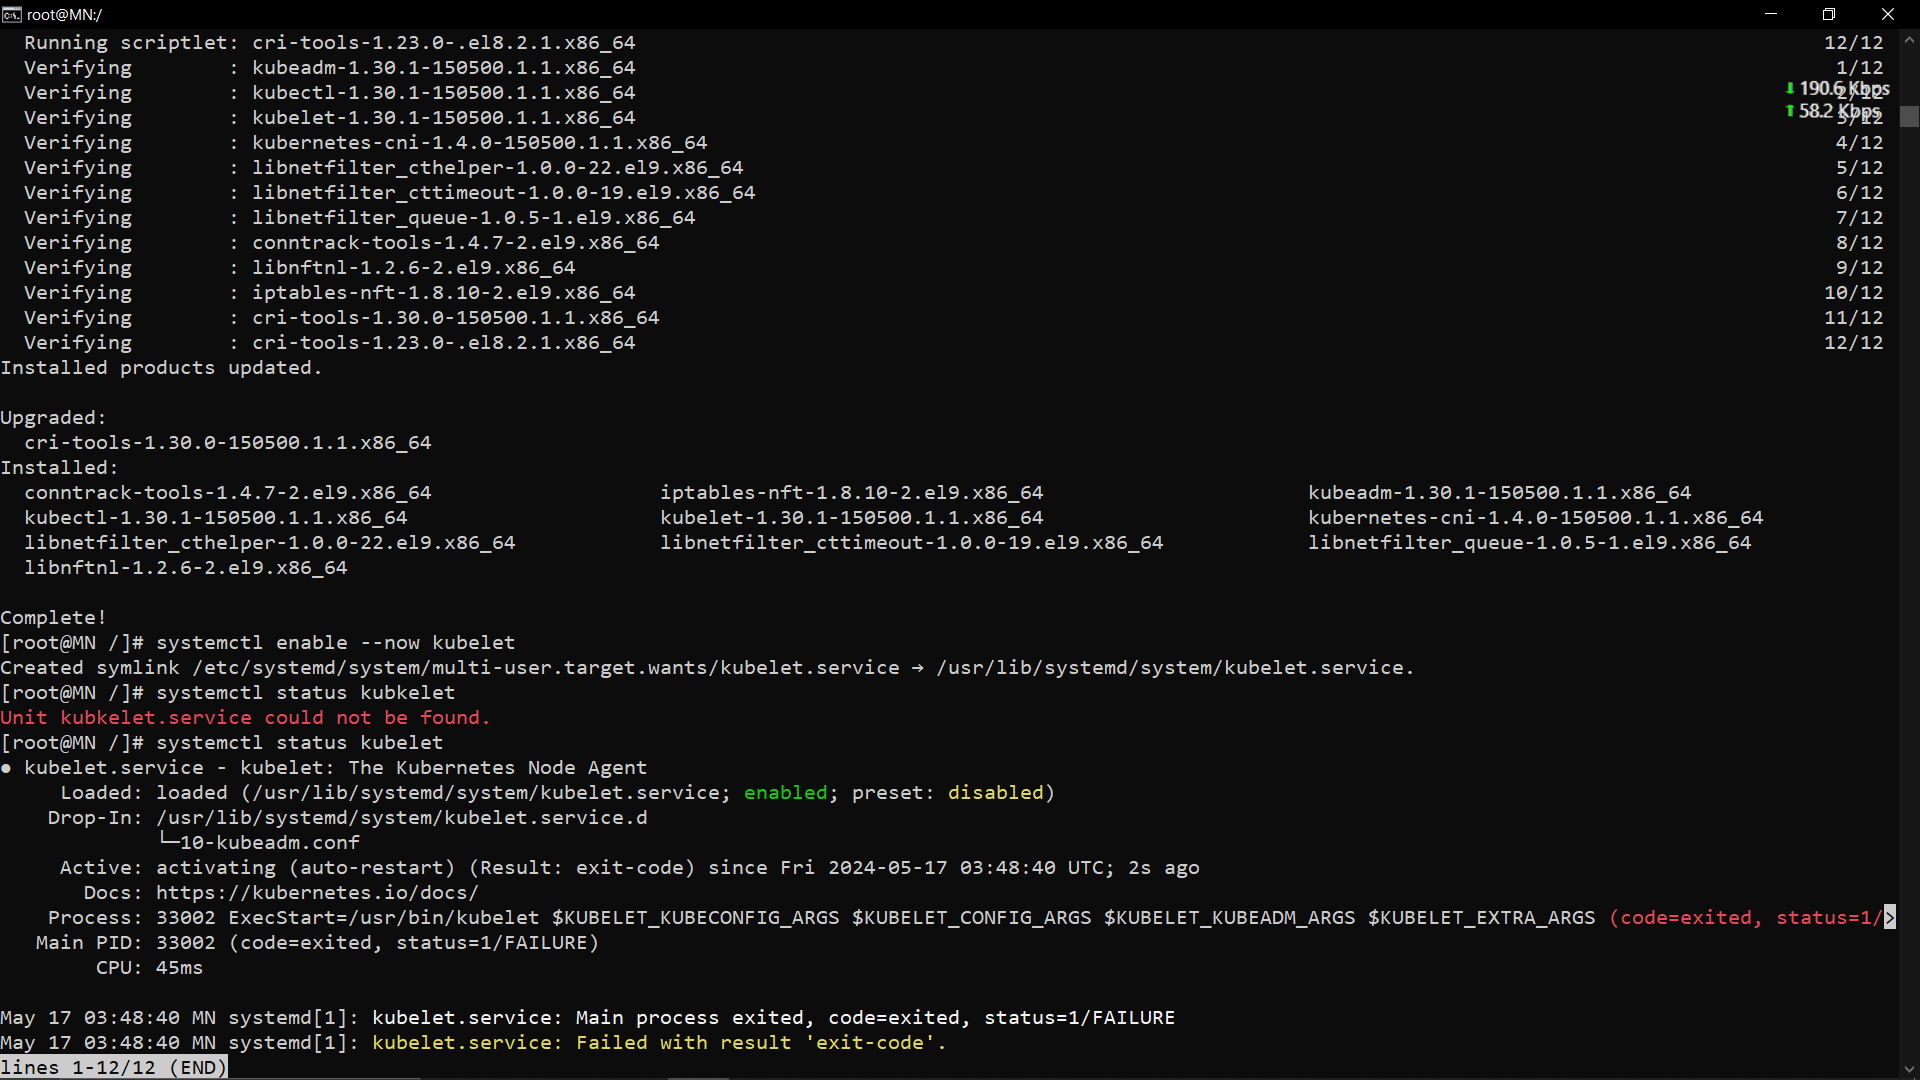 root@MN:/
  Running scriptlet: cri-tools-1.23.0-.el8.2.1.x86_64 12/12
  Verifying        : kubeadm-1.30.1-150500.1.1.x86_64 1/12
  Verifying        : kubectl-1.30.1-150500.1.1.x86_64 2/12
190.6 Kbps
  Verifying        : kubelet-1.30.1-150500.1.1.x86_64 3/12
58.2 Kbps
  Verifying        : kubernetes-cni-1.4.0-150500.1.1.x86_64 4/12
  Verifying        : libnetfilter_cthelper-1.0.0-22.el9.x86_64 5/12
  Verifying        : libnetfilter_cttimeout-1.0.0-19.el9.x86_64 6/12
  Verifying        : libnetfilter_queue-1.0.5-1.el9.x86_64 7/12
  Verifying        : conntrack-tools-1.4.7-2.el9.x86_64 8/12
  Verifying        : libnftnl-1.2.6-2.el9.x86_64 9/12
  Verifying        : iptables-nft-1.8.10-2.el9.x86_64 10/12
  Verifying        : cri-tools-1.30.0-150500.1.1.x86_64 11/12
  Verifying        : cri-tools-1.23.0-.el8.2.1.x86_64 12/12
Installed products updated.

Upgraded:
  cri-tools-1.30.0-150500.1.1.x86_64
Installed:
  conntrack-tools-1.4.7-2.el9.x86_64 iptables-nft-1.8.10-2.el9.x86_64 kubeadm-1.30.1-150500.1.1.x86_64
  kubectl-1.30.1-150500.1.1.x86_64 kubelet-1.30.1-150500.1.1.x86_64 kubernetes-cni-1.4.0-150500.1.1.x86_64
  libnetfilter_cthelper-1.0.0-22.el9.x86_64 libnetfilter_cttimeout-1.0.0-19.el9.x86_64 libnetfilter_queue-1.0.5-1.el9.x86_64
  libnftnl-1.2.6-2.el9.x86_64

Complete!
[root@MN /]# systemctl enable --now kubelet
Created symlink /etc/systemd/system/multi-user.target.wants/kubelet.service → /usr/lib/systemd/system/kubelet.service.
[root@MN /]# systemctl status kubkelet
Unit kubkelet.service could not be found.
[root@MN /]# systemctl status kubelet
● kubelet.service - kubelet: The Kubernetes Node Agent
     Loaded: loaded (/usr/lib/systemd/system/kubelet.service; enabled; preset: disabled)
    Drop-In: /usr/lib/systemd/system/kubelet.service.d
             └─10-kubeadm.conf
     Active: activating (auto-restart) (Result: exit-code) since Fri 2024-05-17 03:48:40 UTC; 2s ago
       Docs: https://kubernetes.io/docs/
    Process: 33002 ExecStart=/usr/bin/kubelet $KUBELET_KUBECONFIG_ARGS $KUBELET_CONFIG_ARGS $KUBELET_KUBEADM_ARGS $KUBELET_EXTRA_ARGS (code=exited, status=1/>
   Main PID: 33002 (code=exited, status=1/FAILURE)
        CPU: 45ms

May 17 03:48:40 MN systemd[1]: kubelet.service: Main process exited, code=exited, status=1/FAILURE
May 17 03:48:40 MN systemd[1]: kubelet.service: Failed with result 'exit-code'.
lines 1-12/12 (END)